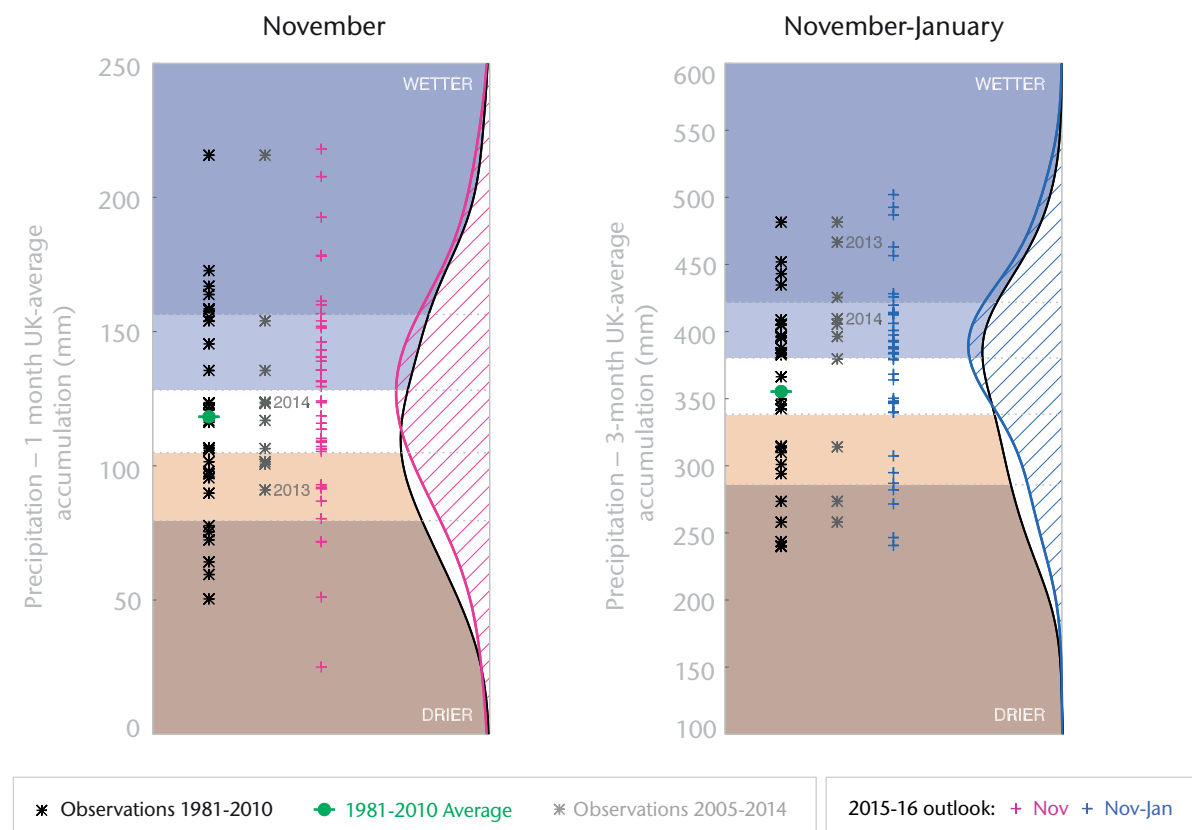 November
November-January
Precipitation – 1 month UK-average
accumulation (mm)
250
200
150
100
50
0
WETTER
2014
2013
DRIER
Precipitation – 3-month UK-average
accumulation (mm)
600
550
500
450
400
350
300
250
200
150
100
WETTER
2013
2014
DRIER
Observations 1981-2010
1981-2010 Average
Observations 2005-2014
2015-16 outlook: + Nov + Nov-Jan